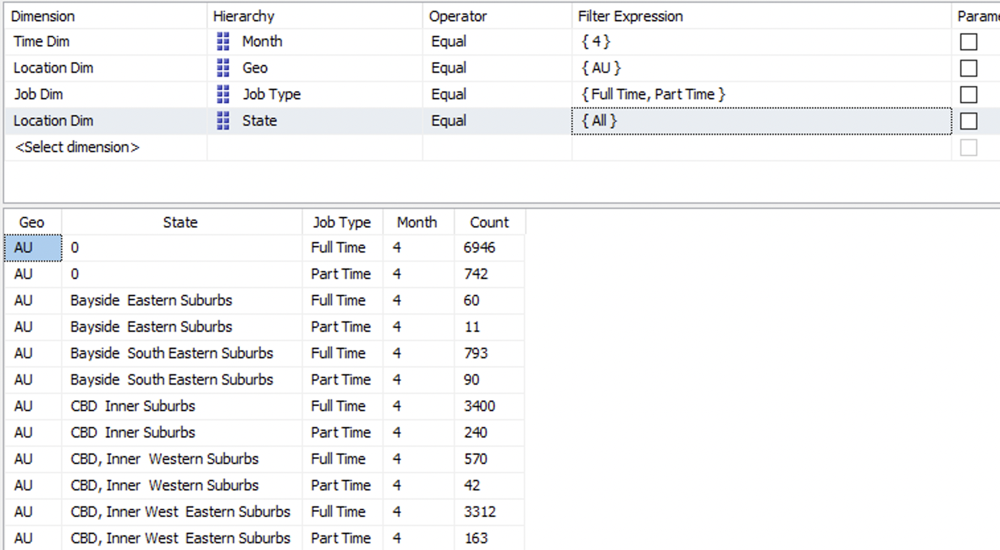 Dimension Hierarchy Operator Filter Expression Parame
Time Dim Month Equal { 4 }
Location Dim Geo Equal { AU }
Job Dim Job Type Equal { Full Time, Part Time }
Location Dim State Equal { All }
<Select dimension>
Geo State Job Type Month Count
AU 0 Full Time 4 6946
AU 0 Part Time 4 742
AU Bayside  Eastern Suburbs Full Time 4 60
AU Bayside  Eastern Suburbs Part Time 4 11
AU Bayside  South Eastern Suburbs Full Time 4 793
AU Bayside  South Eastern Suburbs Part Time 4 90
AU CBD  Inner Suburbs Full Time 4 3400
AU CBD  Inner Suburbs Part Time 4 240
AU CBD, Inner  Western Suburbs Full Time 4 570
AU CBD, Inner  Western Suburbs Part Time 4 42
AU CBD, Inner West  Eastern Suburbs Full Time 4 3312
AU CBD, Inner West  Eastern Suburbs Part Time 4 163